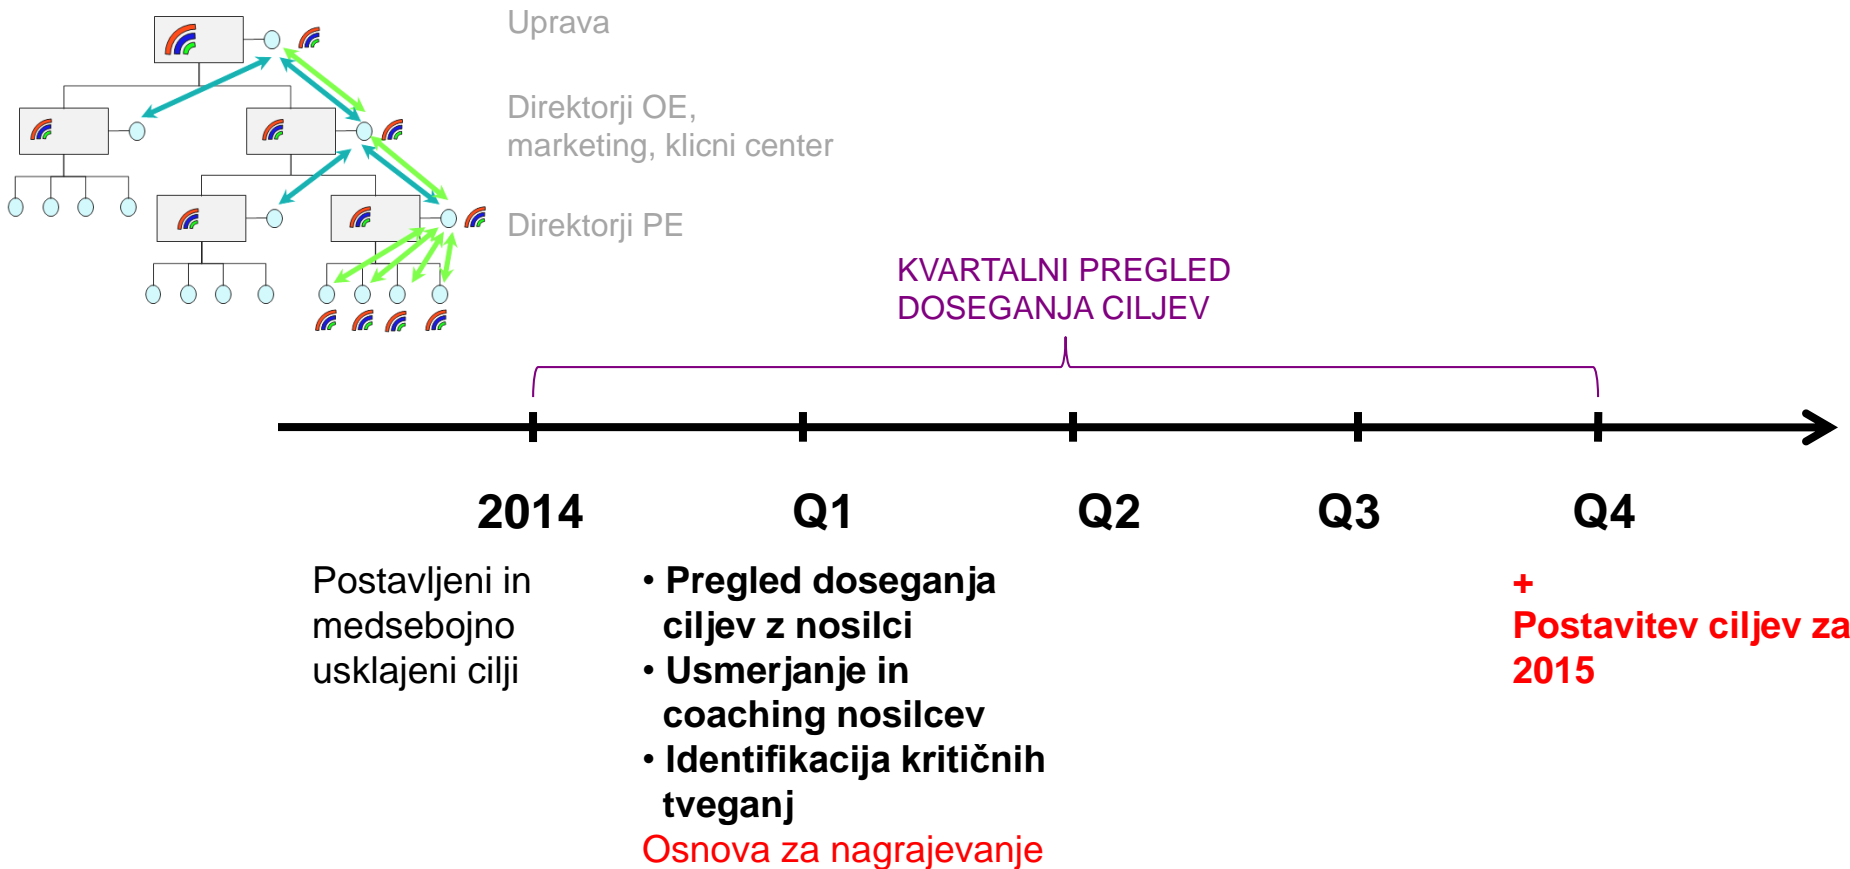 Uprava
Direktorji OE,
marketing, klicni center
Direktorji PE
KVARTALNI PREGLED
DOSEGANJA CILJEV
2014
Q1
Q2
Q3
Q4
Postavljeni in
medsebojno
usklajeni cilji
• Pregled doseganja
ciljev z nosilci
• Usmerjanje in
coaching nosilcev
• Identifikacija kritičnih
tveganj
Osnova za nagrajevanje
+
Postavitev ciljev za
2015